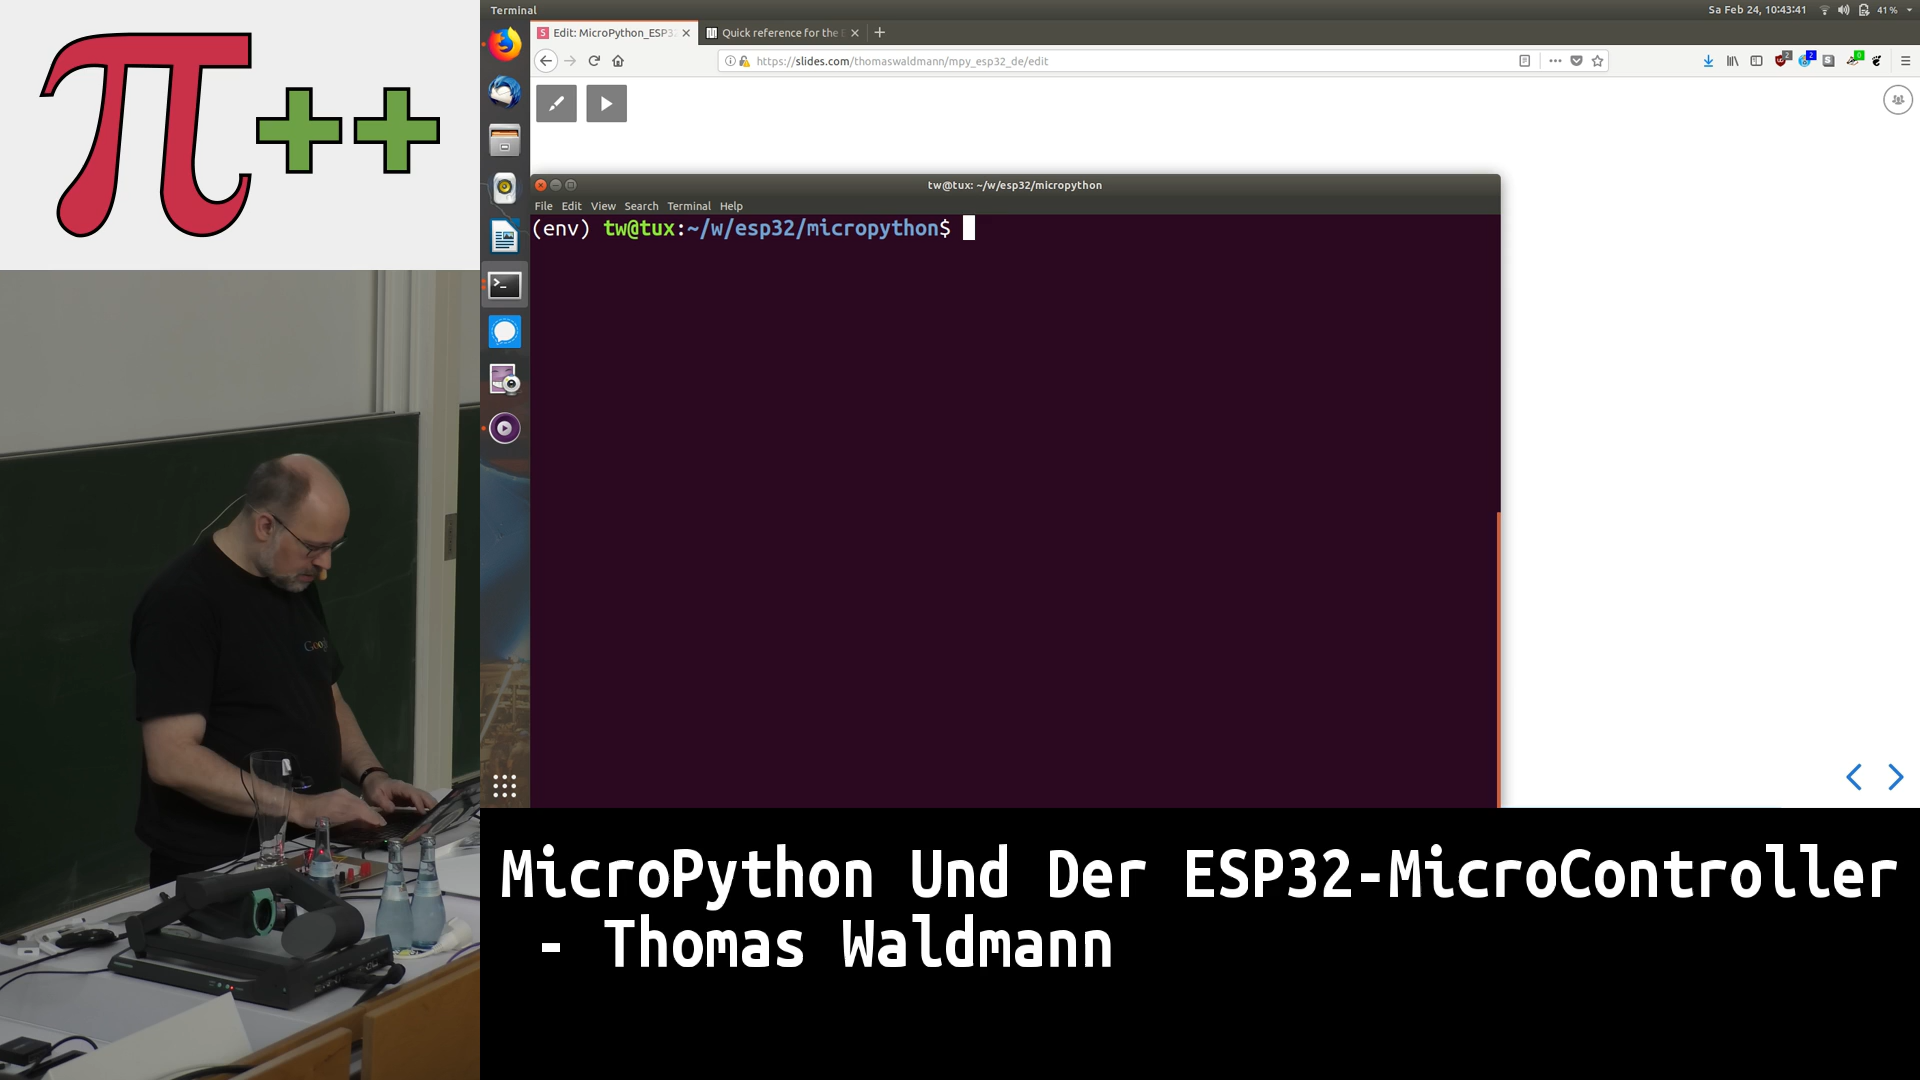 π++
Terminal
Sa Feb 24, 10:43:41
41 %
Edit: MicroPython_ESP3
Quick reference for the
https://slides.com/thomaswaldmann/mpy_esp32_de/edit
tw@tux: ~/w/esp32/micropython
File Edit View Search Terminal Help
(env) tw@tux:~/w/esp32/micropython$
Google
MicroPython Und Der ESP32-MicroController
- Thomas Waldmann